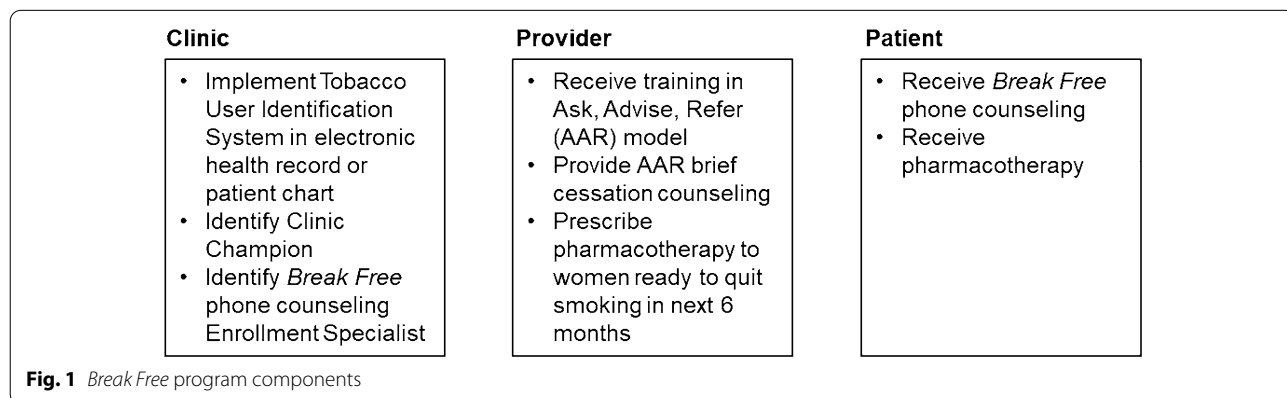 Clinic
• Implement Tobacco
User Identification
System in electronic
health record or
patient chart
• Identify Clinic
Champion
• Identify Break Free
phone counseling
Enrollment Specialist
Provider
• Receive training in
Ask, Advise, Refer
(AAR) model
• Provide AAR brief
cessation counseling
• Prescribe
pharmacotherapy to
women ready to quit
smoking in next 6
months
Patient
• Receive Break Free
phone counseling
• Receive
pharmacotherapy
Fig. 1 Break Free program components